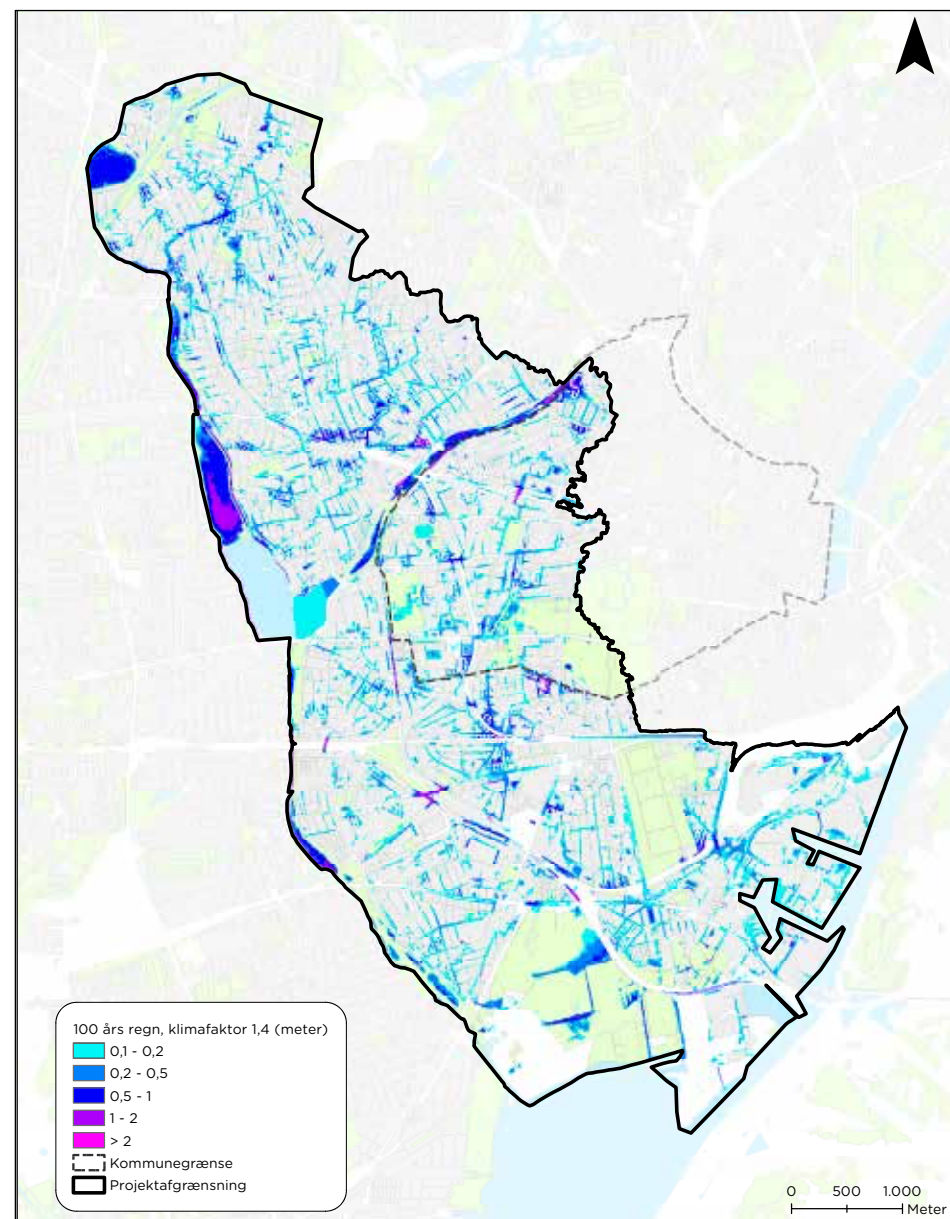 100 års regn, klimafaktor 1,4 (meter)
0,1 - 0,2
0,2 - 0,5
0,5 - 1
1 - 2
> 2
Kommunegrænse
Projektafgrænsning
0 500 1.000
Meter